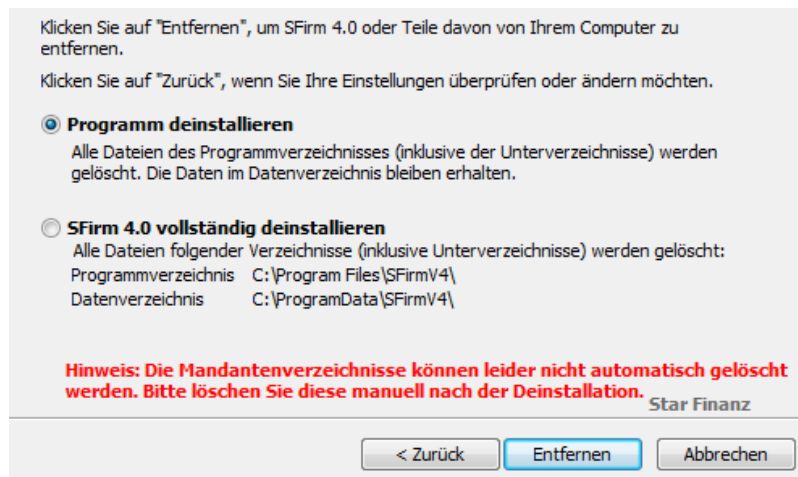 Klicken Sie auf "Entfernen", um SFirm 4.0 oder Teile davon von Ihrem Computer zu
entfernen.
Klicken Sie auf "Zurück", wenn Sie Ihre Einstellungen überprüfen oder ändern möchten.
Programm deinstallieren
Alle Dateien des Programmverzeichnisses (inklusive der Unterverzeichnisse) werden
gelöscht. Die Daten im Datenverzeichnis bleiben erhalten.
SFirm 4.0 vollständig deinstallieren
Alle Dateien folgender Verzeichnisse (inklusive Unterverzeichnisse) werden gelöscht:
Programmverzeichnis C:\Program Files\SFirmV4\
Datenverzeichnis C:\ProgramData\SFirmV4\
Hinweis: Die Mandantenverzeichnisse können leider nicht automatisch gelöscht
werden. Bitte löschen Sie diese manuell nach der Deinstallation.
Star Finanz
< Zurück Entfernen Abbrechen